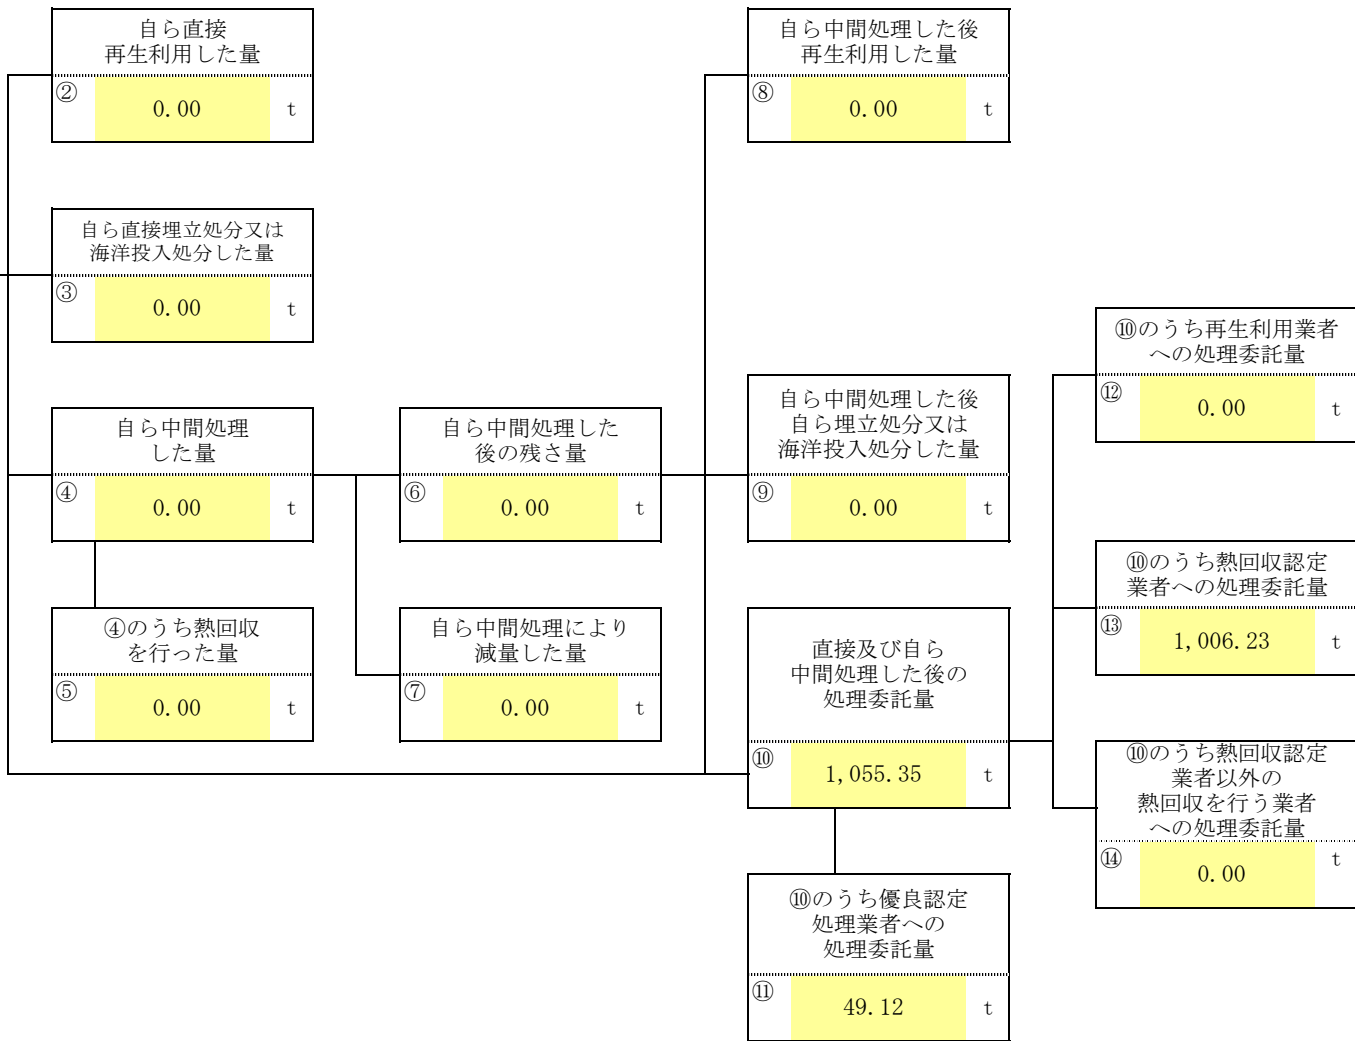 自ら直接
再生利用した量
②
0.00
t
自ら中間処理した後
再生利用した量
⑧
0.00
t
自ら直接埋立処分又は
海洋投入処分した量
③
0.00
t
⑩のうち再生利用業者
への処理委託量
⑫
0.00
t
自ら中間処理
した量
④
0.00
t
自ら中間処理した
後の残さ量
⑥
0.00
t
自ら中間処理した後
自ら埋立処分又は
海洋投入処分した量
⑨
0.00
t
⑩のうち熱回収認定
業者への処理委託量
⑬
1,006.23
t
④のうち熱回収
を行った量
⑤
0.00
t
自ら中間処理により
減量した量
⑦
0.00
t
直接及び自ら
中間処理した後の
処理委託量
⑩
1,055.35
t
⑩のうち熱回収認定
業者以外の
熱回収を行う業者
への処理委託量
⑭
0.00
t
⑩のうち優良認定
処理業者への
処理委託量
⑪
49.12
t